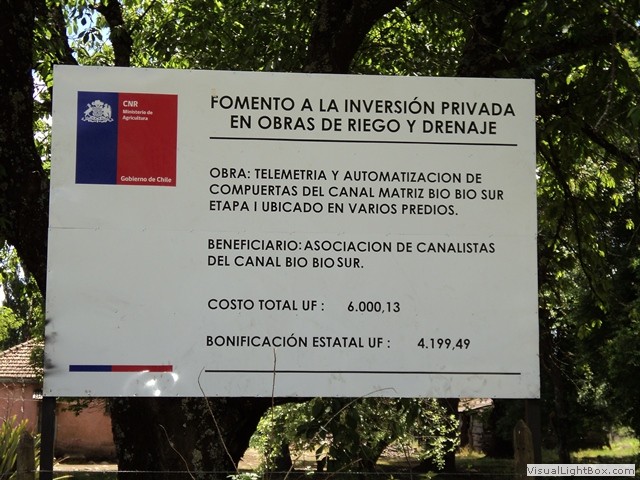 CNR
Ministerio de
Agricultura
Gobierno de Chile
FOMENTO A LA INVERSIÓN PRIVADA
EN OBRAS DE RIEGO Y DRENAJE
OBRA: TELEMETRIA Y AUTOMATIZACION DE
COMPUERTAS DEL CANAL MATRIZ BIO BIO SUR
ETAPA I UBICADO EN VARIOS PREDIOS.
BENEFICIARIO: ASOCIACION DE CANALISTAS
DEL CANAL BIO BIO SUR.
COSTO TOTAL UF : 6.000,13
BONIFICACIÓN ESTATAL UF : 4.199,49
VisualLightBox.com